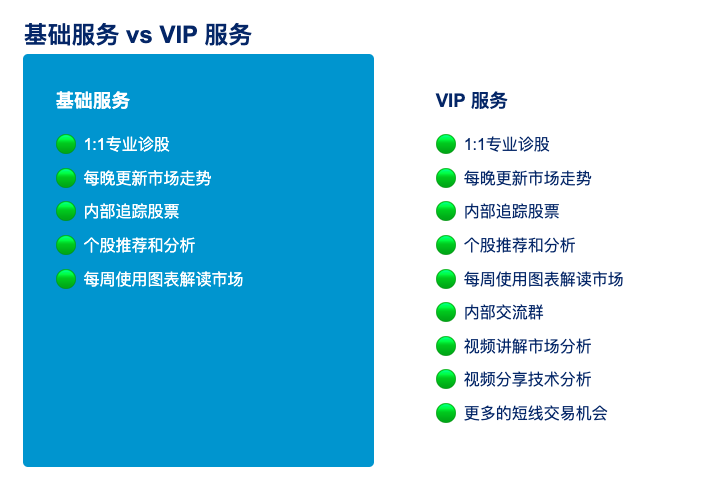 基础服务 vs VIP 服务
基础服务
1:1专业诊股
每晚更新市场走势
内部追踪股票
个股推荐和分析
每周使用图表解读市场
VIP 服务
1:1专业诊股
每晚更新市场走势
内部追踪股票
个股推荐和分析
每周使用图表解读市场
内部交流群
视频讲解市场分析
视频分享技术分析
更多的短线交易机会